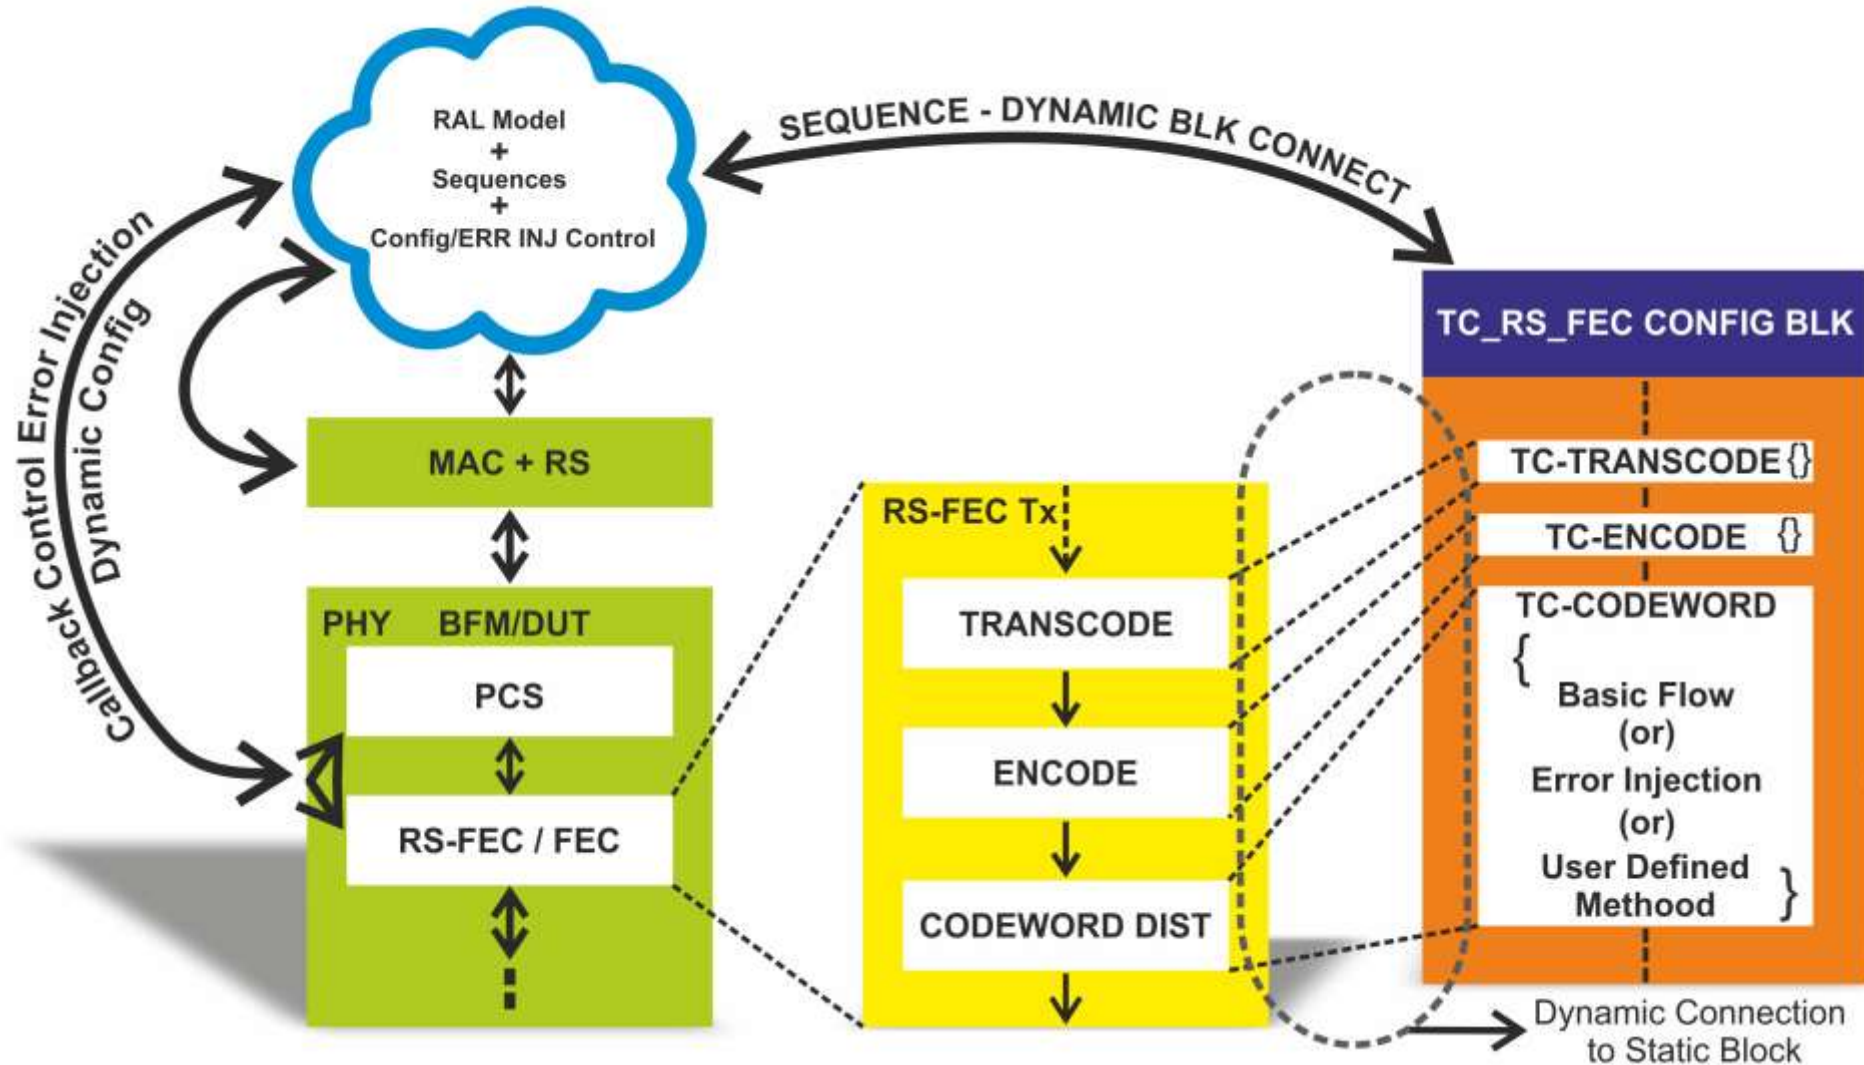 RAL Model
+
Sequences
+
Config/ERR INJ Control
SEQUENCE - DYNAMIC BLK CONNECT
Callback Control Error Injection
Dynamic Config
MAC + RS
PHY BFM/DUT
PCS
RS-FEC / FEC
RS-FEC Tx
TRANSCODE
ENCODE
CODEWORD DIST
TC_RS_FEC CONFIG BLK
TC-TRANSCODE {}
TC-ENCODE {}
TC-CODEWORD
{
Basic Flow
(or)
Error Injection
(or)
User Defined
Methood }
Dynamic Connection
to Static Block